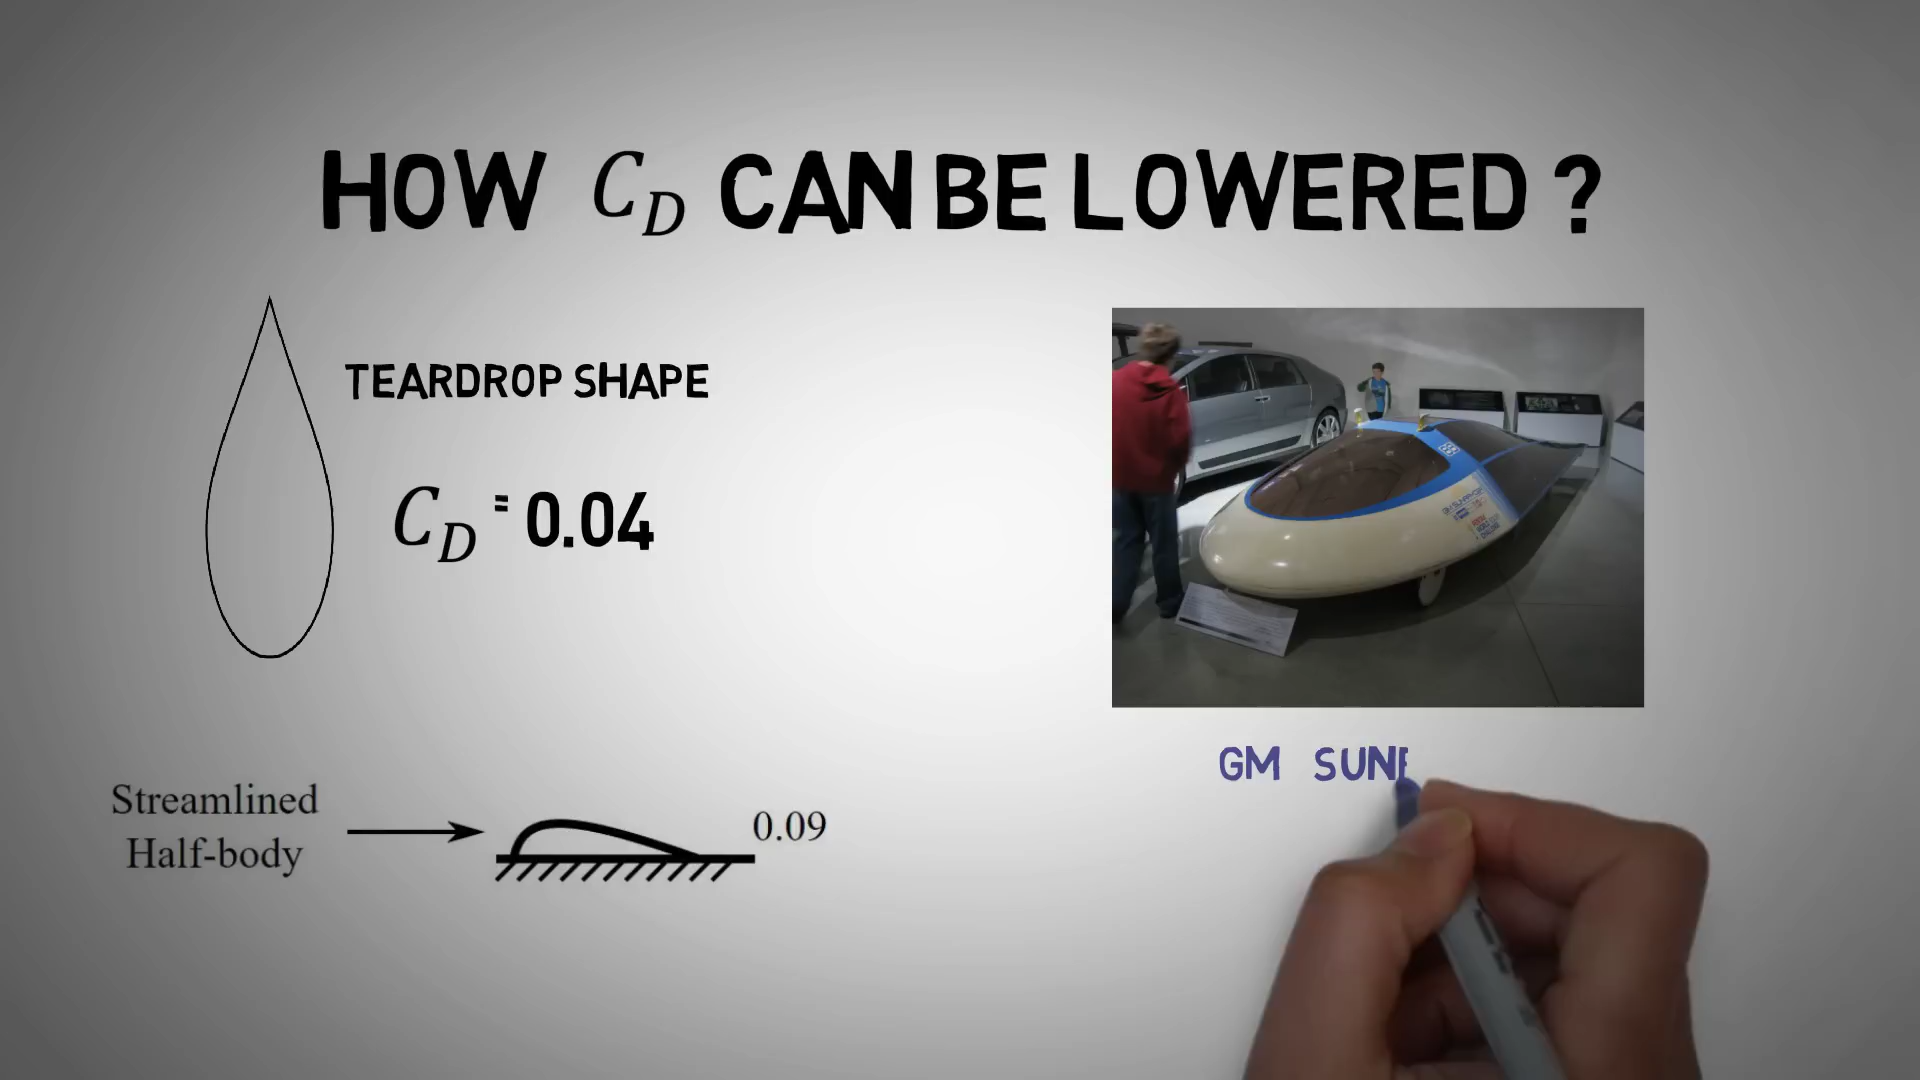 HOW C_D CAN BE LOWERED ?
TEARDROP SHAPE
C_D = 0.04
Streamlined
Half-body
0.09
GM SUN